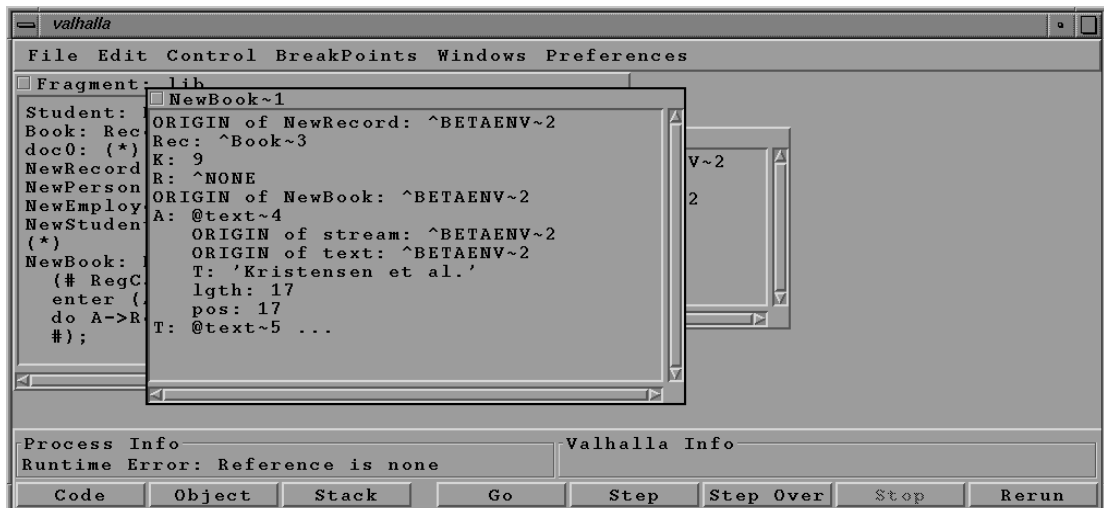 valhalla
File Edit Control BreakPoints Windows Preferences
Fragment: lib
Student:
Book: Rec
doc0: (*)
NewRecord
NewPerson
NewEmploy
NewStuden
(*)
NewBook:
(# RegC
enter (
do A->R
#);
NewBook~1
ORIGIN of NewRecord: ^BETAENV~2
Rec: ^Book~3
K: 9
R: ^NONE
ORIGIN of NewBook: ^BETAENV~2
A: @text~4
ORIGIN of stream: ^BETAENV~2
ORIGIN of text: ^BETAENV~2
T: 'Kristensen et al.'
lgth: 17
pos: 17
T: @text~5 ...
V~2
2
Process Info
Runtime Error: Reference is none
Valhalla Info
Code Object Stack Go Step Step Over Stop Rerun